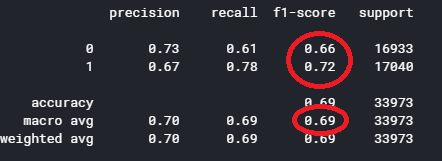 precision recall f1-score support
0 0.73 0.61 0.66 16933
1 0.67 0.78 0.72 17040
accuracy 0.69 33973
macro avg 0.70 0.69 0.69 33973
weighted avg 0.70 0.69 0.69 33973